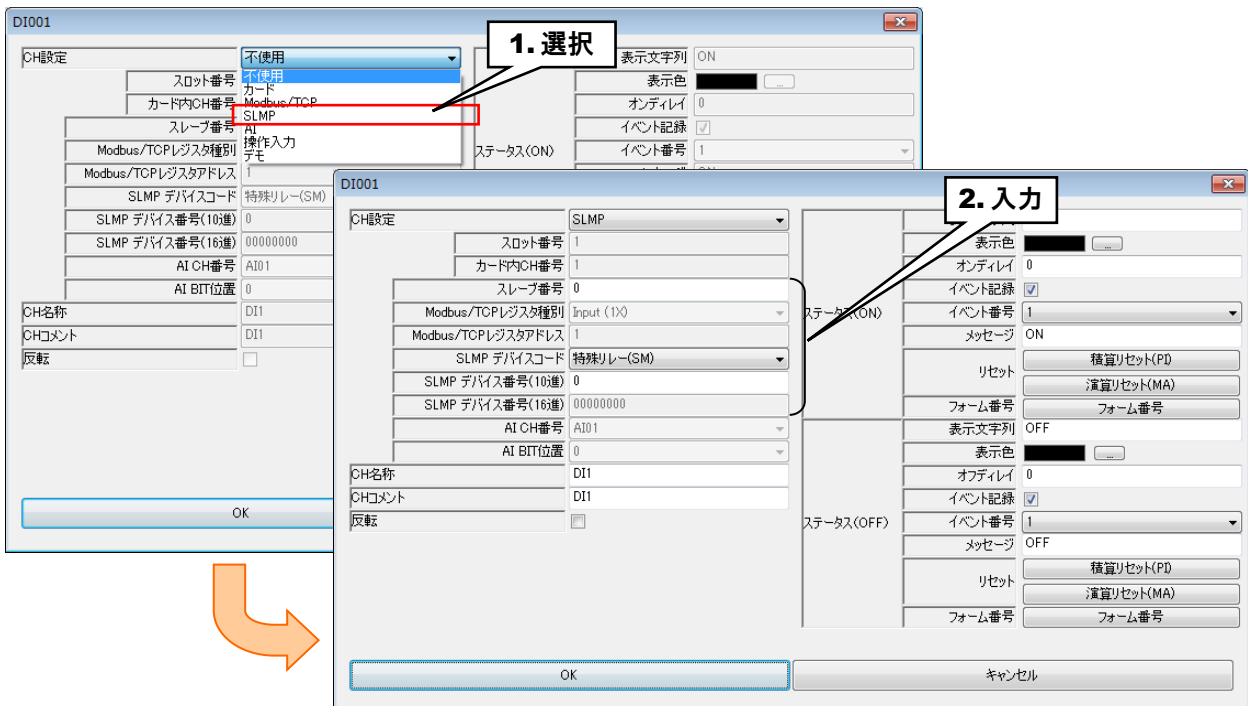 DI001
1. 選択
CH設定 不使用
不使用
カード
Modbus/TCP
SLMP
AI
操作入力
デモ
スロット番号
カード内CH番号
スレーブ番号
Modbus/TCPレジスタ種別
Modbus/TCPレジスタアドレス 1
SLMP デバイスコード 特殊リレー(SM)
SLMP デバイス番号(10進) 0
SLMP デバイス番号(16進) 00000000
AI CH番号 AI01
AI BIT位置 0
CH名称 DI1
CHコメント DI1
反転
OK
ステータス(ON)
表示文字列 ON
表示色 ...
オンディレイ 0
イベント記録
イベント番号 1
DI001
2. 入力
CH設定 SLMP
スロット番号 1
カード内CH番号 1
スレーブ番号 0
Modbus/TCPレジスタ種別 Input (1X)
Modbus/TCPレジスタアドレス 1
SLMP デバイスコード 特殊リレー(SM)
SLMP デバイス番号(10進) 0
SLMP デバイス番号(16進) 00000000
AI CH番号 AI01
AI BIT位置 0
CH名称 DI1
CHコメント DI1
反転
ステータス(ON)
表示色 ...
オンディレイ 0
イベント記録
イベント番号 1
メッセージ ON
リセット 積算リセット(PI)
演算リセット(MA)
フォーム番号 フォーム番号
ステータス(OFF)
表示文字列 OFF
表示色 ...
オフディレイ 0
イベント記録
イベント番号 1
メッセージ OFF
リセット 積算リセット(PI)
演算リセット(MA)
フォーム番号 フォーム番号
OK キャンセル